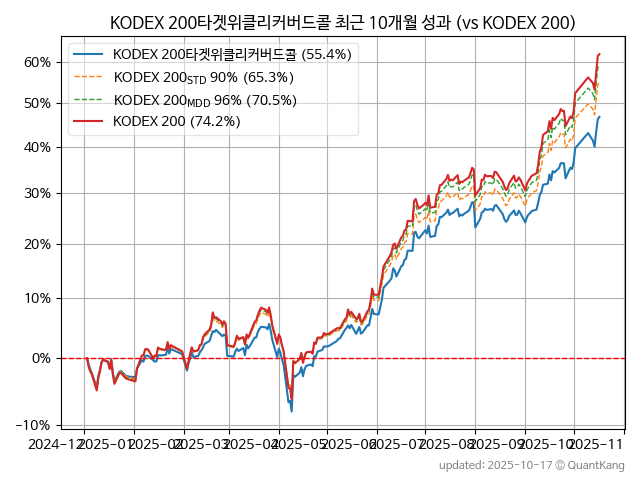 KODEX 200타겟위클리커버드콜 최근 10개월 성과 (vs KODEX 200)
KODEX 200타겟위클리커버드콜 (55.4%)
KODEX 200STD 90% (65.3%)
KODEX 200MDD 96% (70.5%)
KODEX 200 (74.2%)
60%
50%
40%
30%
20%
10%
0%
−10%
2024-12 2025-01 2025-02 2025-03 2025-04 2025-05 2025-06 2025-07 2025-08 2025-09 2025-10 2025-11
updated: 2025-10-17 © QuantKang